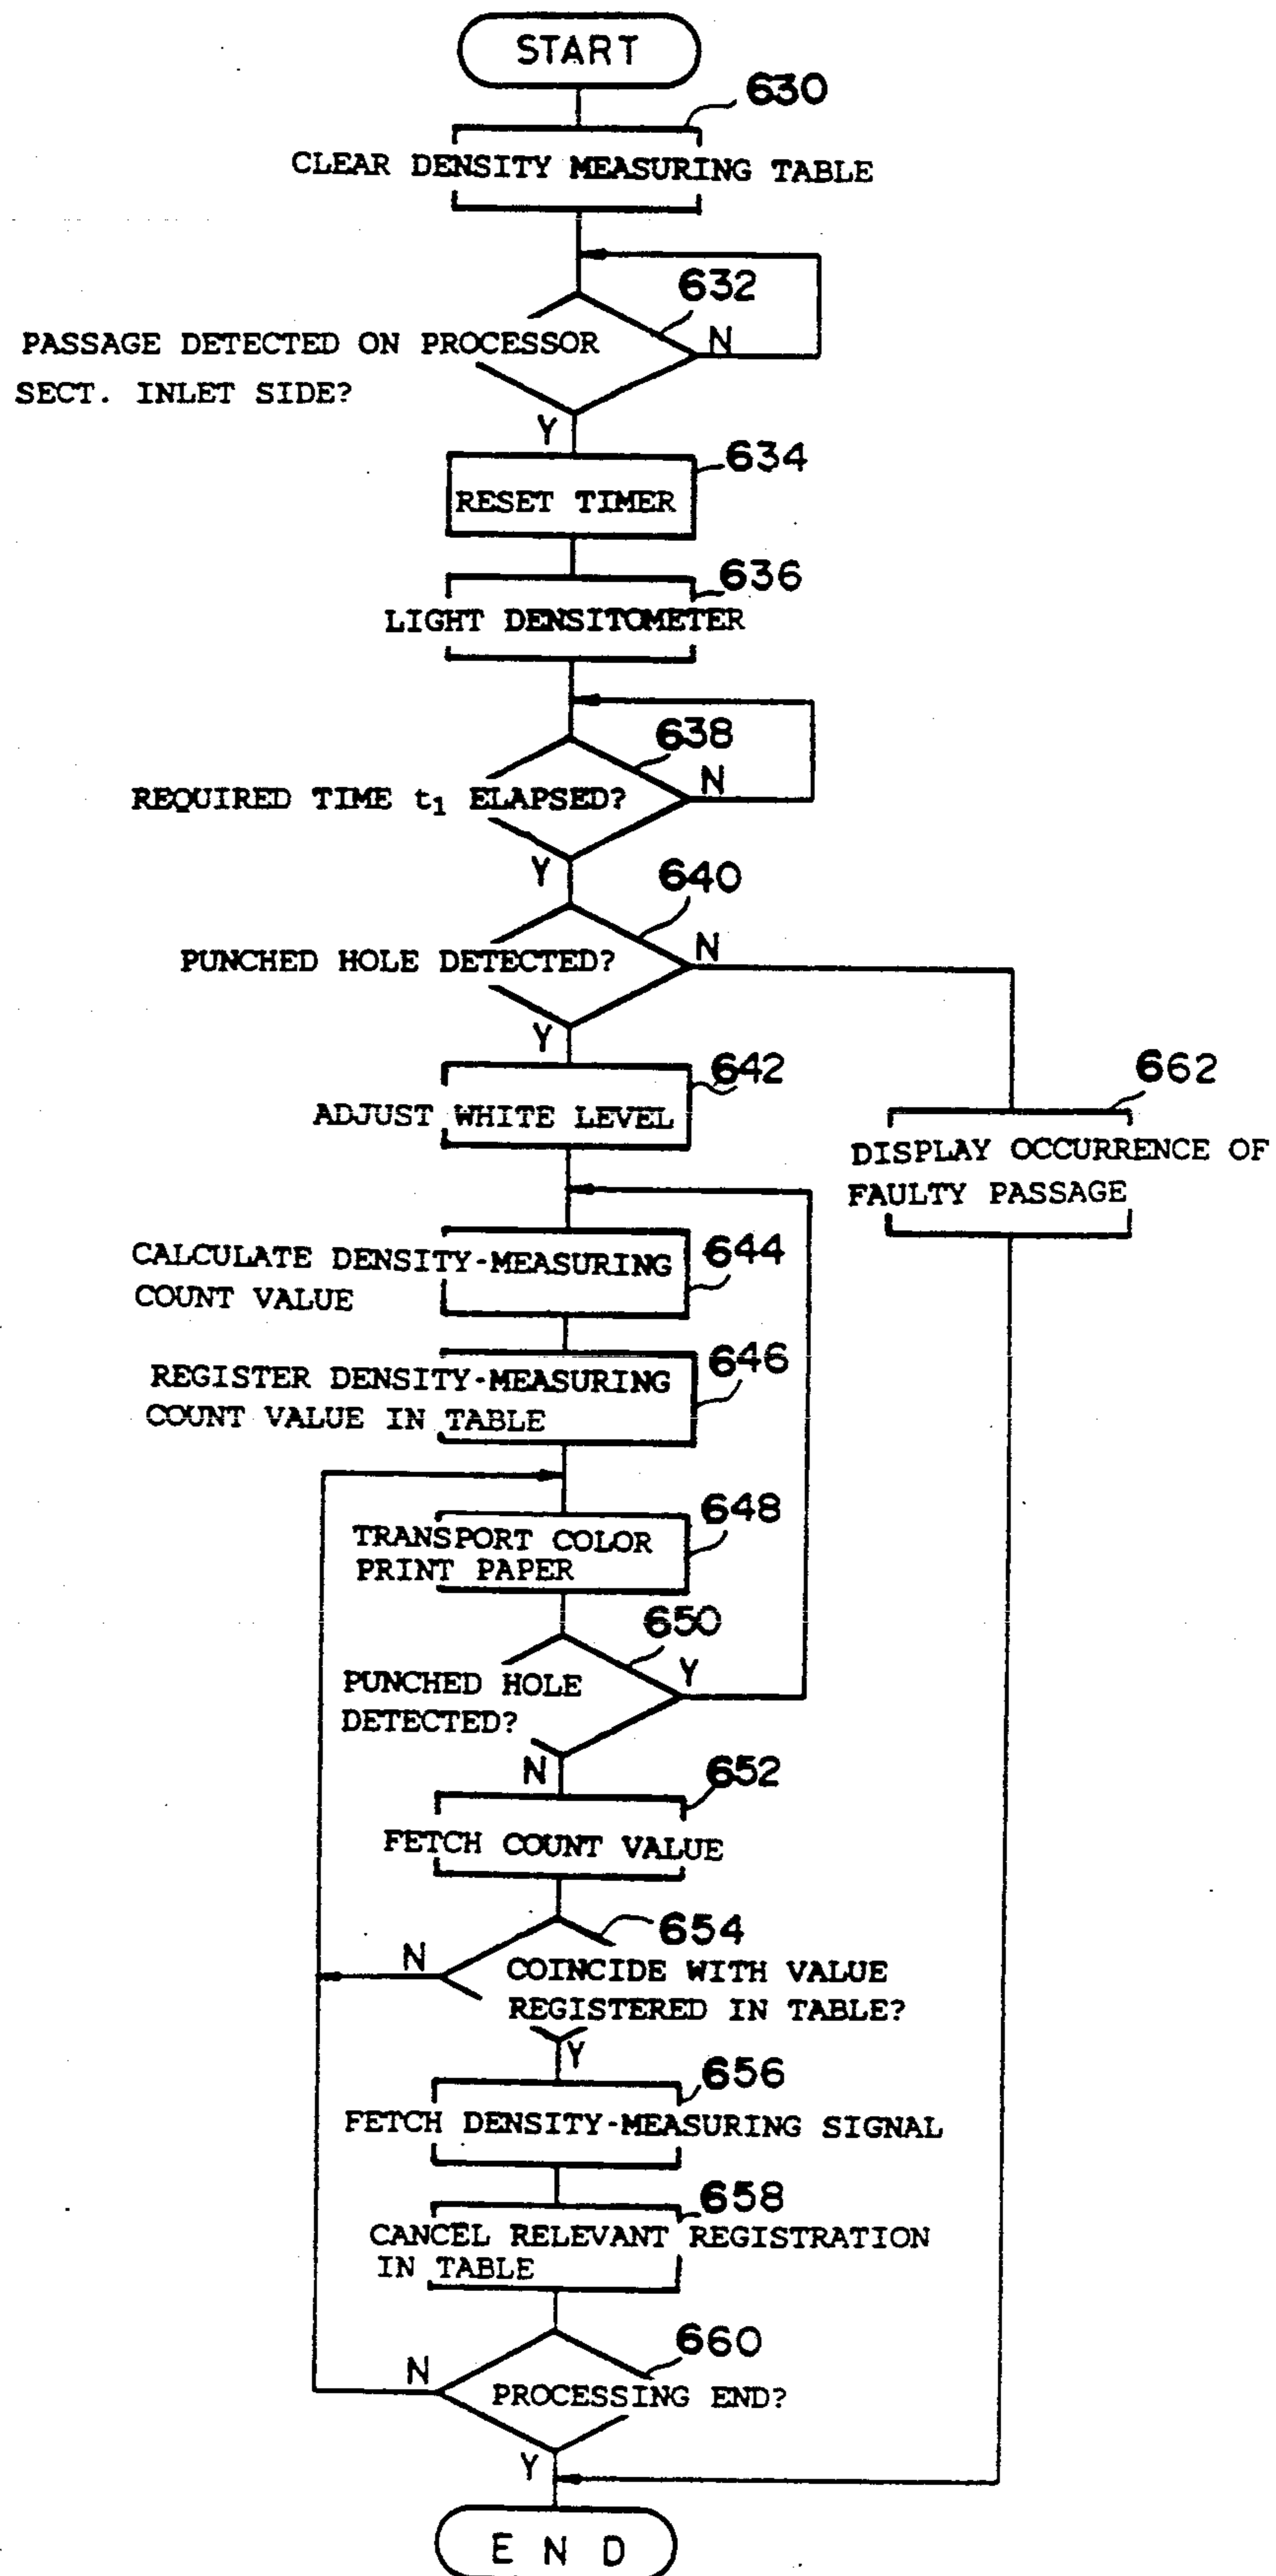 START
630
CLEAR DENSITY MEASURING TABLE
632
PASSAGE DETECTED ON PROCESSOR
SECT. INLET SIDE?
N
Y
634
RESET TIMER
636
LIGHT DENSITOMETER
638
REQUIRED TIME t1 ELAPSED?
N
Y
640
PUNCHED HOLE DETECTED?
N
Y
642
ADJUST WHITE LEVEL
662
DISPLAY OCCURRENCE OF
FAULTY PASSAGE
644
CALCULATE DENSITY-MEASURING
COUNT VALUE
646
REGISTER DENSITY-MEASURING
COUNT VALUE IN TABLE
648
TRANSPORT COLOR
PRINT PAPER
650
PUNCHED HOLE
DETECTED?
Y
N
652
FETCH COUNT VALUE
654
N
COINCIDE WITH VALUE
REGISTERED IN TABLE?
Y
656
FETCH DENSITY-MEASURING SIGNAL
658
CANCEL RELEVANT REGISTRATION
IN TABLE
660
N
PROCESSING END?
Y
END